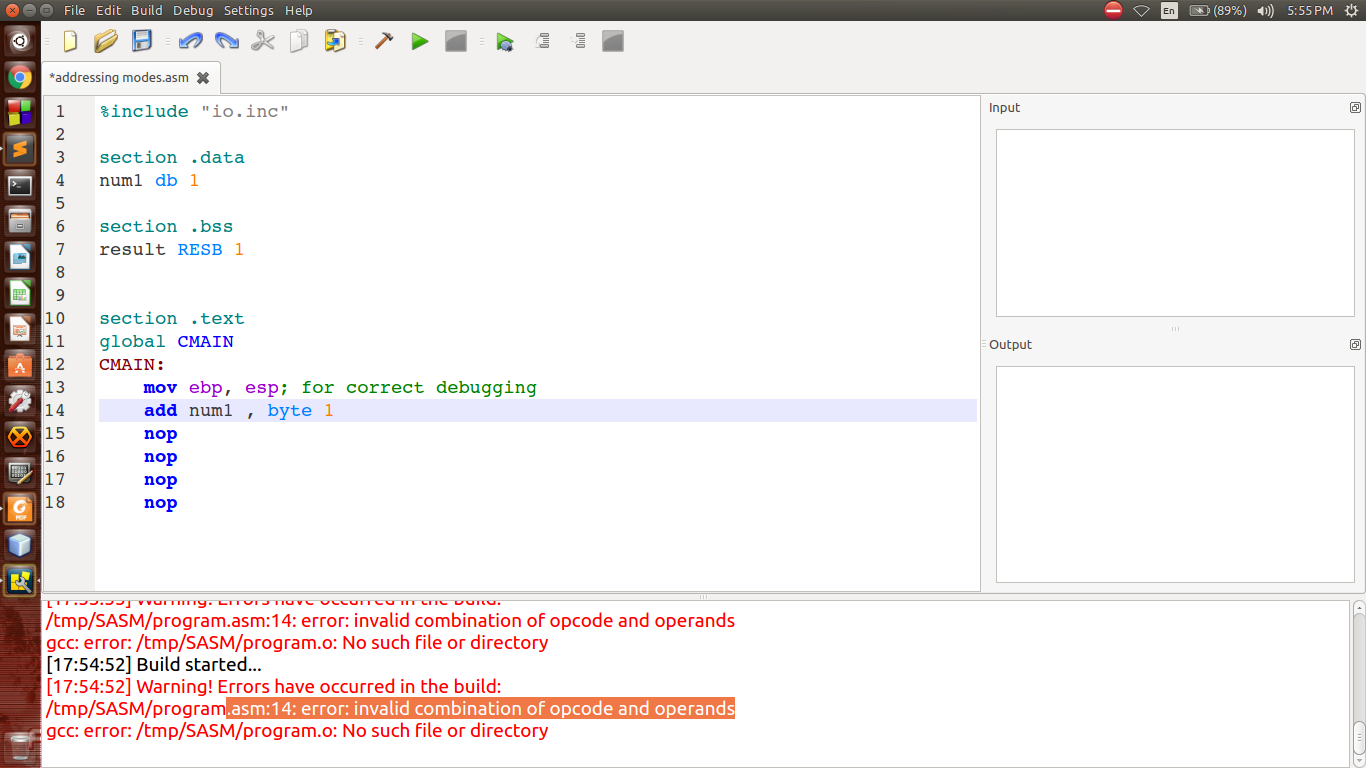 File Edit Build Debug Settings Help
En (89%) 5:55 PM
*addressing modes.asm
1 %include "io.inc"
2
3 section .data
4 num1 db 1
5
6 section .bss
7 result RESB 1
8
9
10 section .text
11 global CMAIN
12 CMAIN:
13 mov ebp, esp; for correct debugging
14 add num1 , byte 1
15 nop
16 nop
17 nop
18 nop
Input
Output
[17:53:53] Warning! Errors have occurred in the build:
/tmp/SASM/program.asm:14: error: invalid combination of opcode and operands
gcc: error: /tmp/SASM/program.o: No such file or directory
[17:54:52] Build started...
[17:54:52] Warning! Errors have occurred in the build:
/tmp/SASM/program.asm:14: error: invalid combination of opcode and operands
gcc: error: /tmp/SASM/program.o: No such file or directory